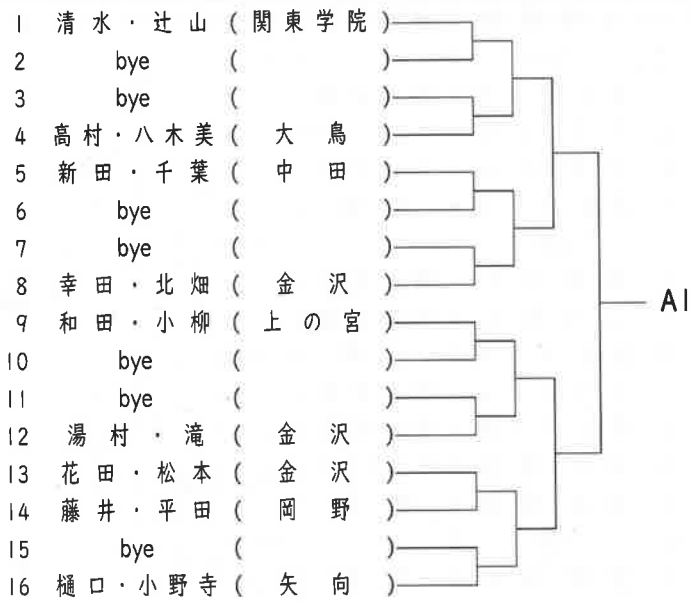 1 清水・辻山 (関東学院)
2 bye ( )
3 bye ( )
4 高村・八木美 (大鳥)
5 新田・千葉 (中田)
6 bye ( )
7 bye ( )
8 幸田・北畑 (金沢)
9 和田・小柳 (上の宮)
10 bye ( )
11 bye ( )
12 湯村・滝 (金沢)
13 花田・松本 (金沢)
14 藤井・平田 (岡野)
15 bye ( )
16 樋口・小野寺 (矢向)
A1